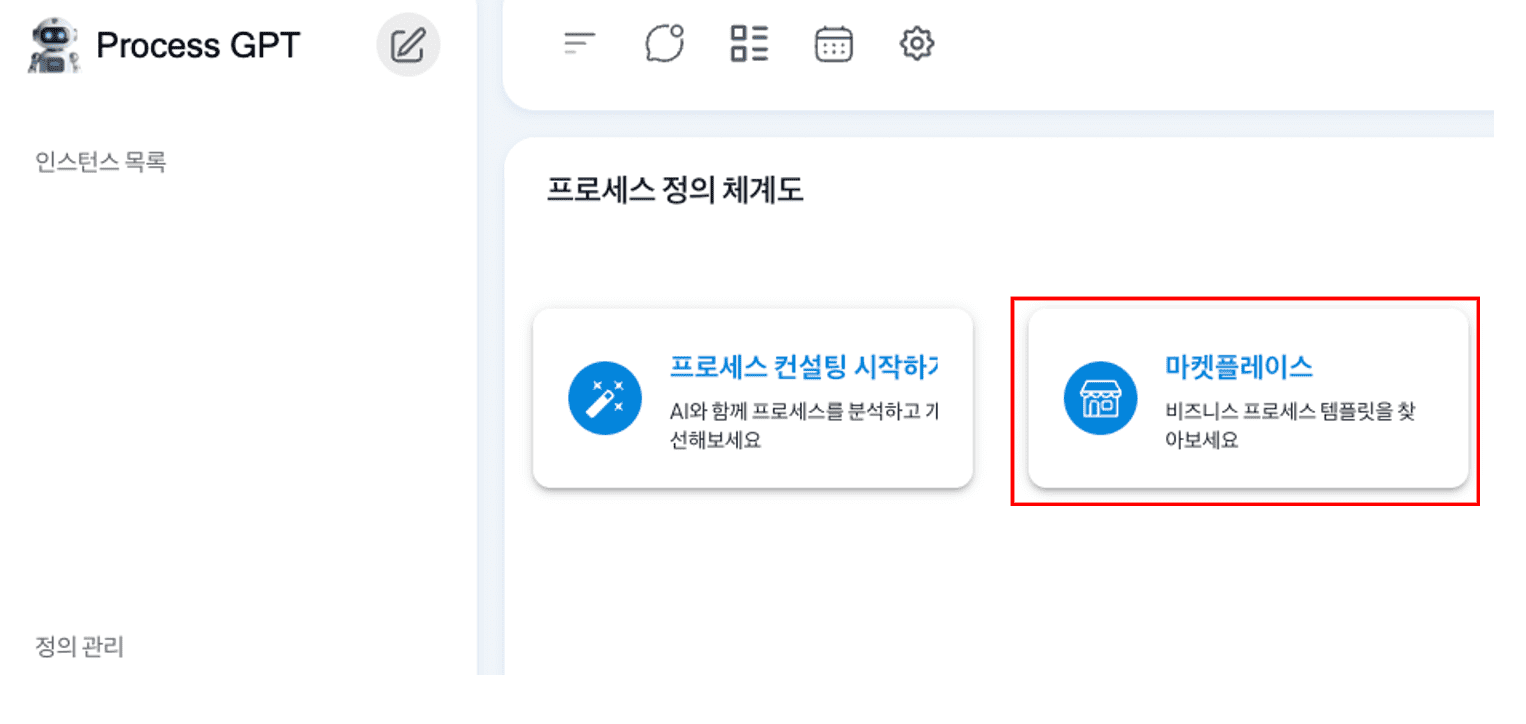 Process GPT
인스턴스 목록
프로세스 정의 체계도
프로세스 컨설팅 시작하
AI와 함께 프로세스를 분석하고 개
선해보세요
마켓플레이스
비즈니스 프로세스 템플릿을 찾
아보세요
정의 관리